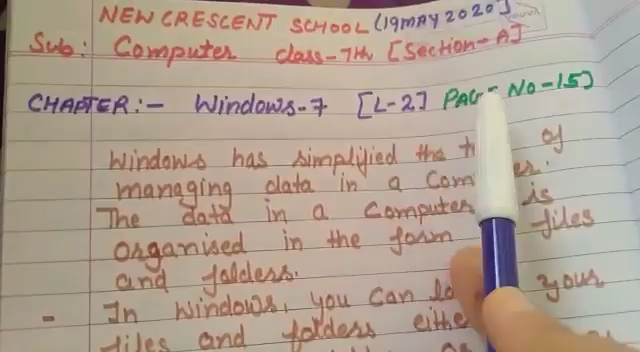 NEW CRESCENT SCHOOL (19MAY 2020]
Sub: Computer class-7th [Section-A]
CHAPTER:- Windows-7 [L-2] PAGE NO-15)
Windows has simplified the of
managing data in a
The data in a Computer is
organised in the form files
and folders.
- In Windows, you can your
files and folders